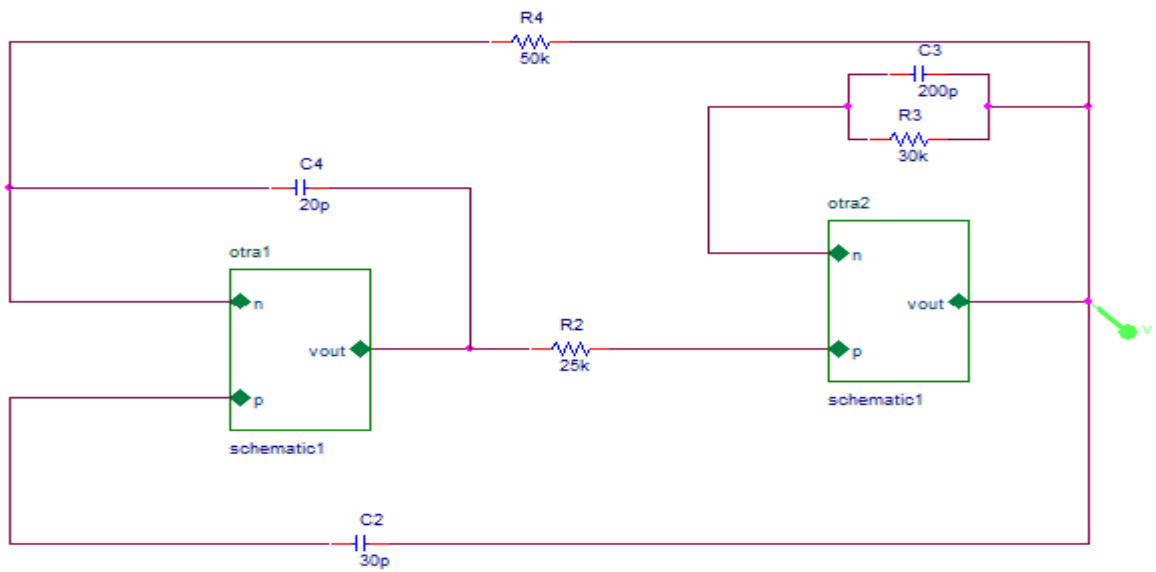 R4
50k
C3
200p
R3
30k
C4
20p
otra1
n
vout
p
schematic1
R2
25k
otra2
n
vout
p
schematic1
V
C2
30p